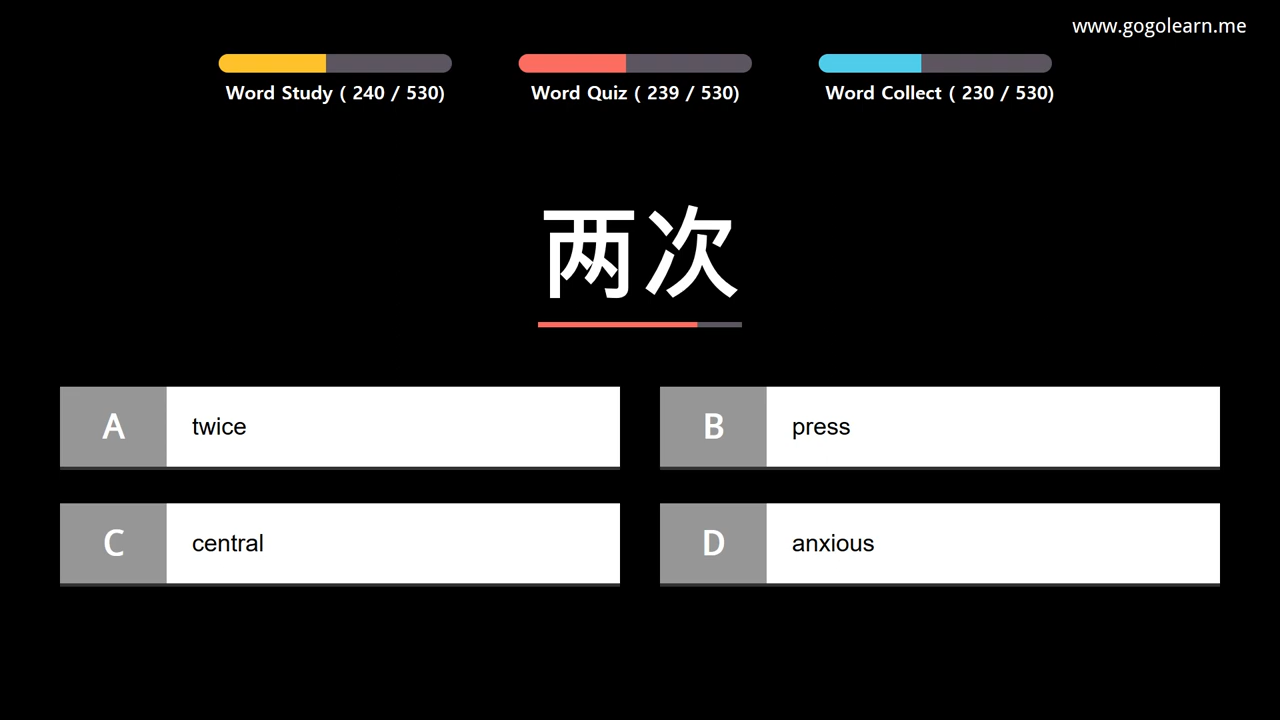 www.gogolearn.me
Word Study ( 240 / 530)
Word Quiz ( 239 / 530)
Word Collect ( 230 / 530)
两次
A twice
B press
C central
D anxious